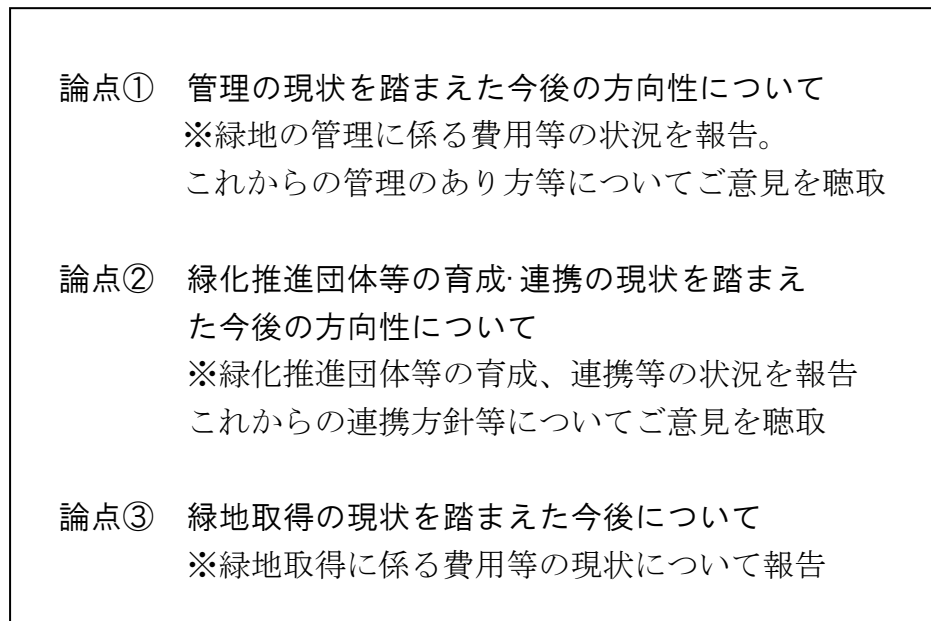 論点① 管理の現状を踏まえた今後の方向性について
※緑地の管理に係る費用等の状況を報告。
これからの管理のあり方等についてご意見を聴取
論点② 緑化推進団体等の育成･連携の現状を踏まえ
た今後の方向性について
※緑化推進団体等の育成、連携等の状況を報告
これからの連携方針等についてご意見を聴取
論点③ 緑地取得の現状を踏まえた今後について
※緑地取得に係る費用等の現状について報告